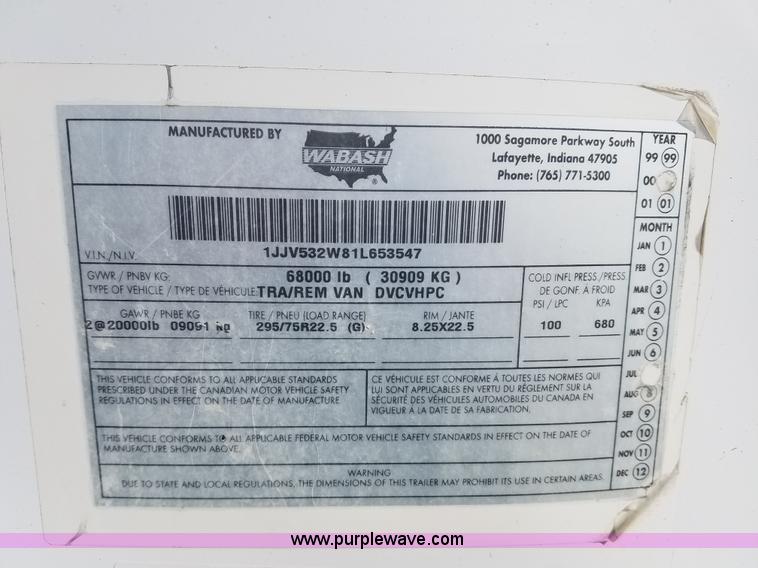 MANUFACTURED BY
WABASH
NATIONAL
®
1000 Sagamore Parkway South
Lafayette, Indiana 47905
Phone: (765) 771-5300
YEAR
99 99
00
01 01
MONTH
JAN 1
FEB 2
MAR 3
APR 4
MAY 5
JUN 6
JUL
AUG 8
SEP 9
OCT 10
NOV 11
DEC 12
V.I.N./N.I.V. 1JJV532W81L653547
GVWR / PNBV KG: 68000 lb ( 30909 KG )
TYPE OF VEHICLE / TYPE DE VÉHICULE: TRA/REM VAN DVCVHPC
COLD INFL PRESS / PRESS
DE GONF. À FROID
PSI / LPC KPA
100 680
GAWR / PNBE KG TIRE / PNEU (LOAD RANGE) RIM / JANTE
2@20000lb 09091 kg 295/75R22.5 (G) 8.25X22.5
THIS VEHICLE CONFORMS TO ALL APPLICABLE STANDARDS
PRESCRIBED UNDER THE CANADIAN MOTOR VEHICLE SAFETY
REGULATIONS IN EFFECT ON THE DATE OF MANUFACTURE
CE VÉHICULE EST CONFORME À TOUTES LES NORMES QUI
LUI SONT APPLICABLES EN VERTU DU RÈGLEMENT SUR LA
SÉCURITÉ DES VÉHICULES AUTOMOBILES DU CANADA EN
VIGUEUR À LA DATE DE SA FABRICATION.
THIS VEHICLE CONFORMS TO ALL APPLICABLE FEDERAL MOTOR VEHICLE SAFETY STANDARDS IN EFFECT ON THE DATE OF
MANUFACTURE SHOWN ABOVE.
WARNING
DUE TO STATE AND LOCAL REGULATIONS, THE DIMENSIONS OF THIS TRAILER MAY PROHIBIT ITS USE IN CERTAIN AREAS.
www.purplewave.com